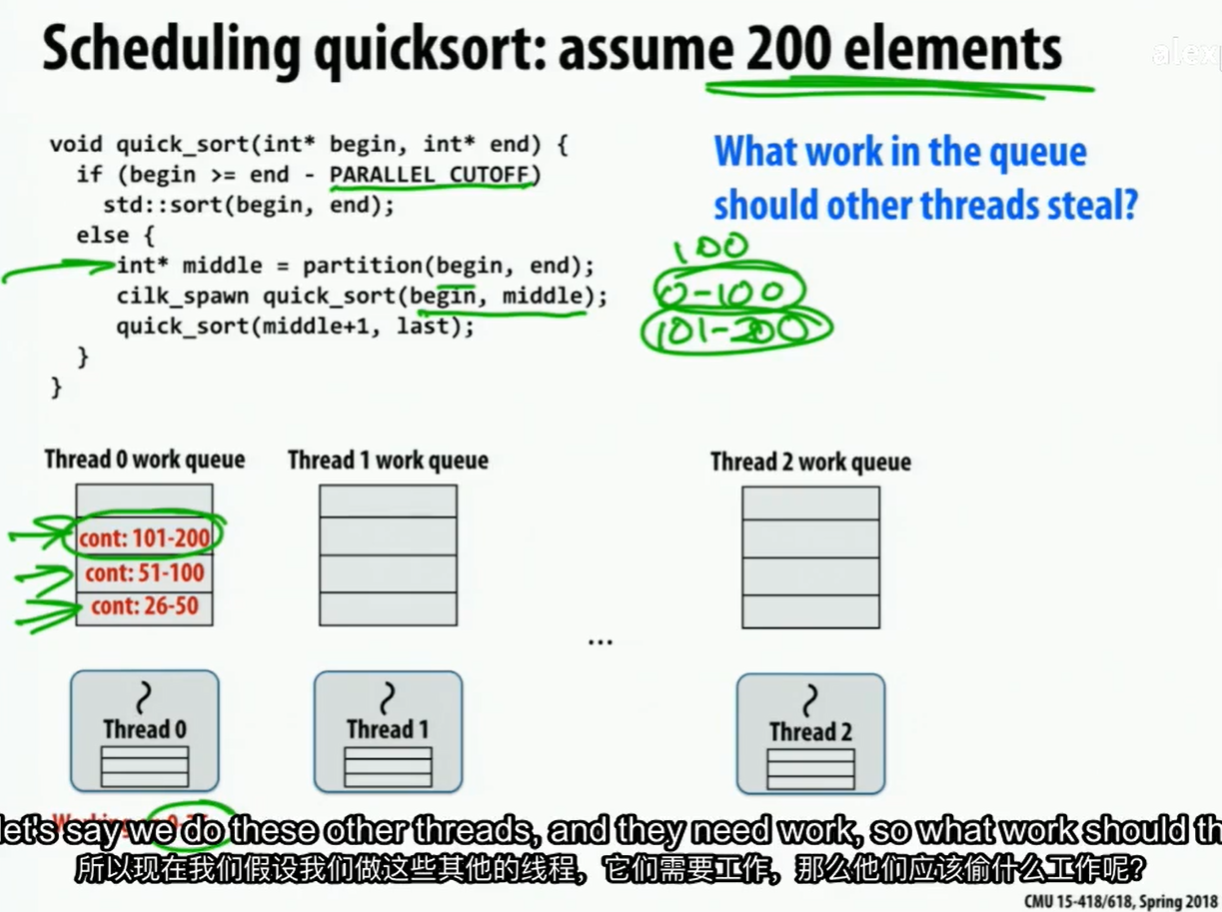 Scheduling quicksort: assume 200 elements
void quick_sort(int* begin, int* end) {
if (begin >= end - PARALLEL_CUTOFF)
std::sort(begin, end);
else {
int* middle = partition(begin, end);
cilk_spawn quick_sort(begin, middle);
quick_sort(middle+1, last);
}
}
What work in the queue
should other threads steal?
100
0-100
101-200
Thread 0 work queue
Thread 1 work queue
Thread 2 work queue
cont: 101-200
cont: 51-100
cont: 26-50
...
Thread 0
Thread 1
Thread 2
let's say we do these other threads, and they need work, so what work should
所以现在我们假设我们做这些其他的线程，它们需要工作，那么他们应该偷什么工作呢?
CMU 15-418/618, Spring 2018